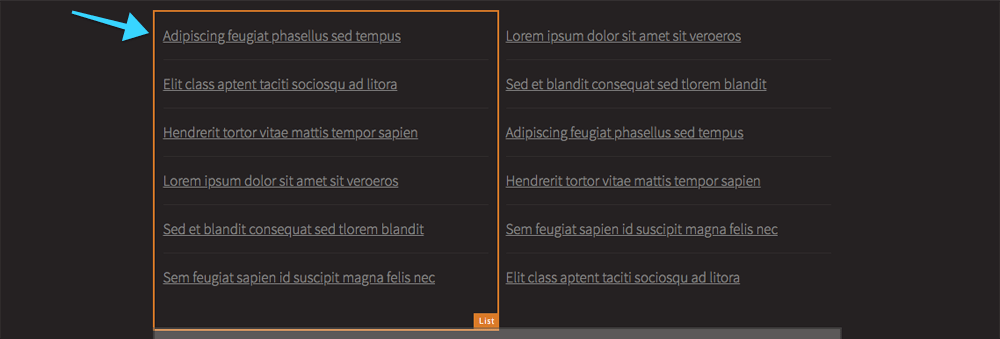 Adipiscing feugiat phasellus sed tempus
Elit class aptent taciti sociosqu ad litora
Hendrerit tortor vitae mattis tempor sapien
Lorem ipsum dolor sit amet sit veroeros
Sed et blandit consequat sed tlorem blandit
Sem feugiat sapien id suscipit magna felis nec
List
Lorem ipsum dolor sit amet sit veroeros
Sed et blandit consequat sed tlorem blandit
Adipiscing feugiat phasellus sed tempus
Hendrerit tortor vitae mattis tempor sapien
Sem feugiat sapien id suscipit magna felis nec
Elit class aptent taciti sociosqu ad litora